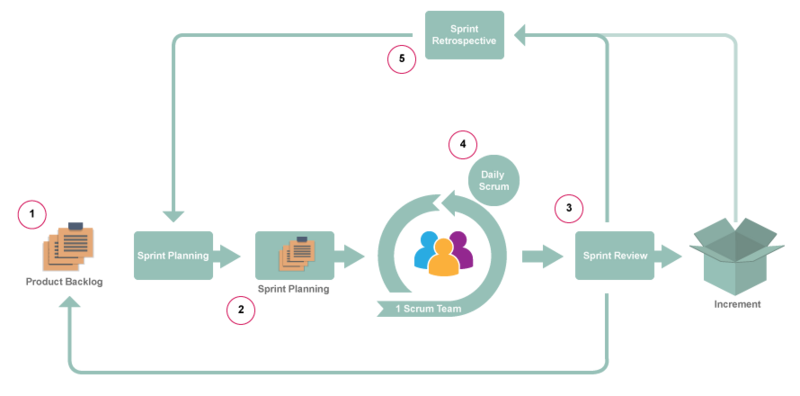 Sprint
Retrospective
5
4
Daily
Scrum
1
3
Sprint Planning
Sprint Review
Product Backlog
Sprint Planning
2
1 Scrum Team
Increment